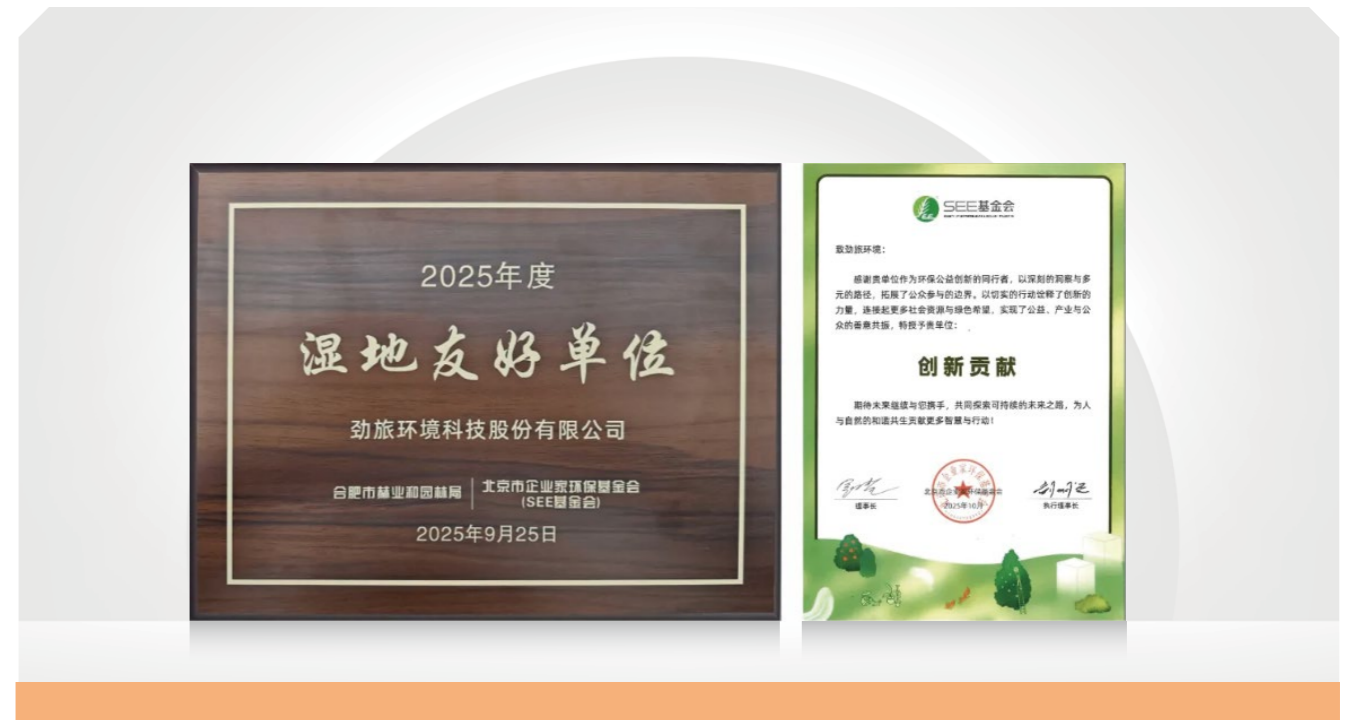 2025年度
湿地友好单位
劲旅环境科技股份有限公司
合肥市林业和园林局
北京市企业家环保基金会
(SEE基金会)
2025年9月25日
SEE基金会
致劲旅环境：
感谢贵单位作为环保公益创新的同行者，以深刻的洞察与多
元的路径，拓展了公众参与的边界。以切实的行动诠释了创新的
力量，连接起更多社会资源与绿色希望，实现了公益、产业与公
众的善意共振，特授予贵单位：
创新贡献
期待未来继续与您携手，共同探索可持续的未来之路，为人
与自然的和谐共生贡献更多智慧与行动！
理事长
北京市企业家环保基金会
2025年10月
执行理事长